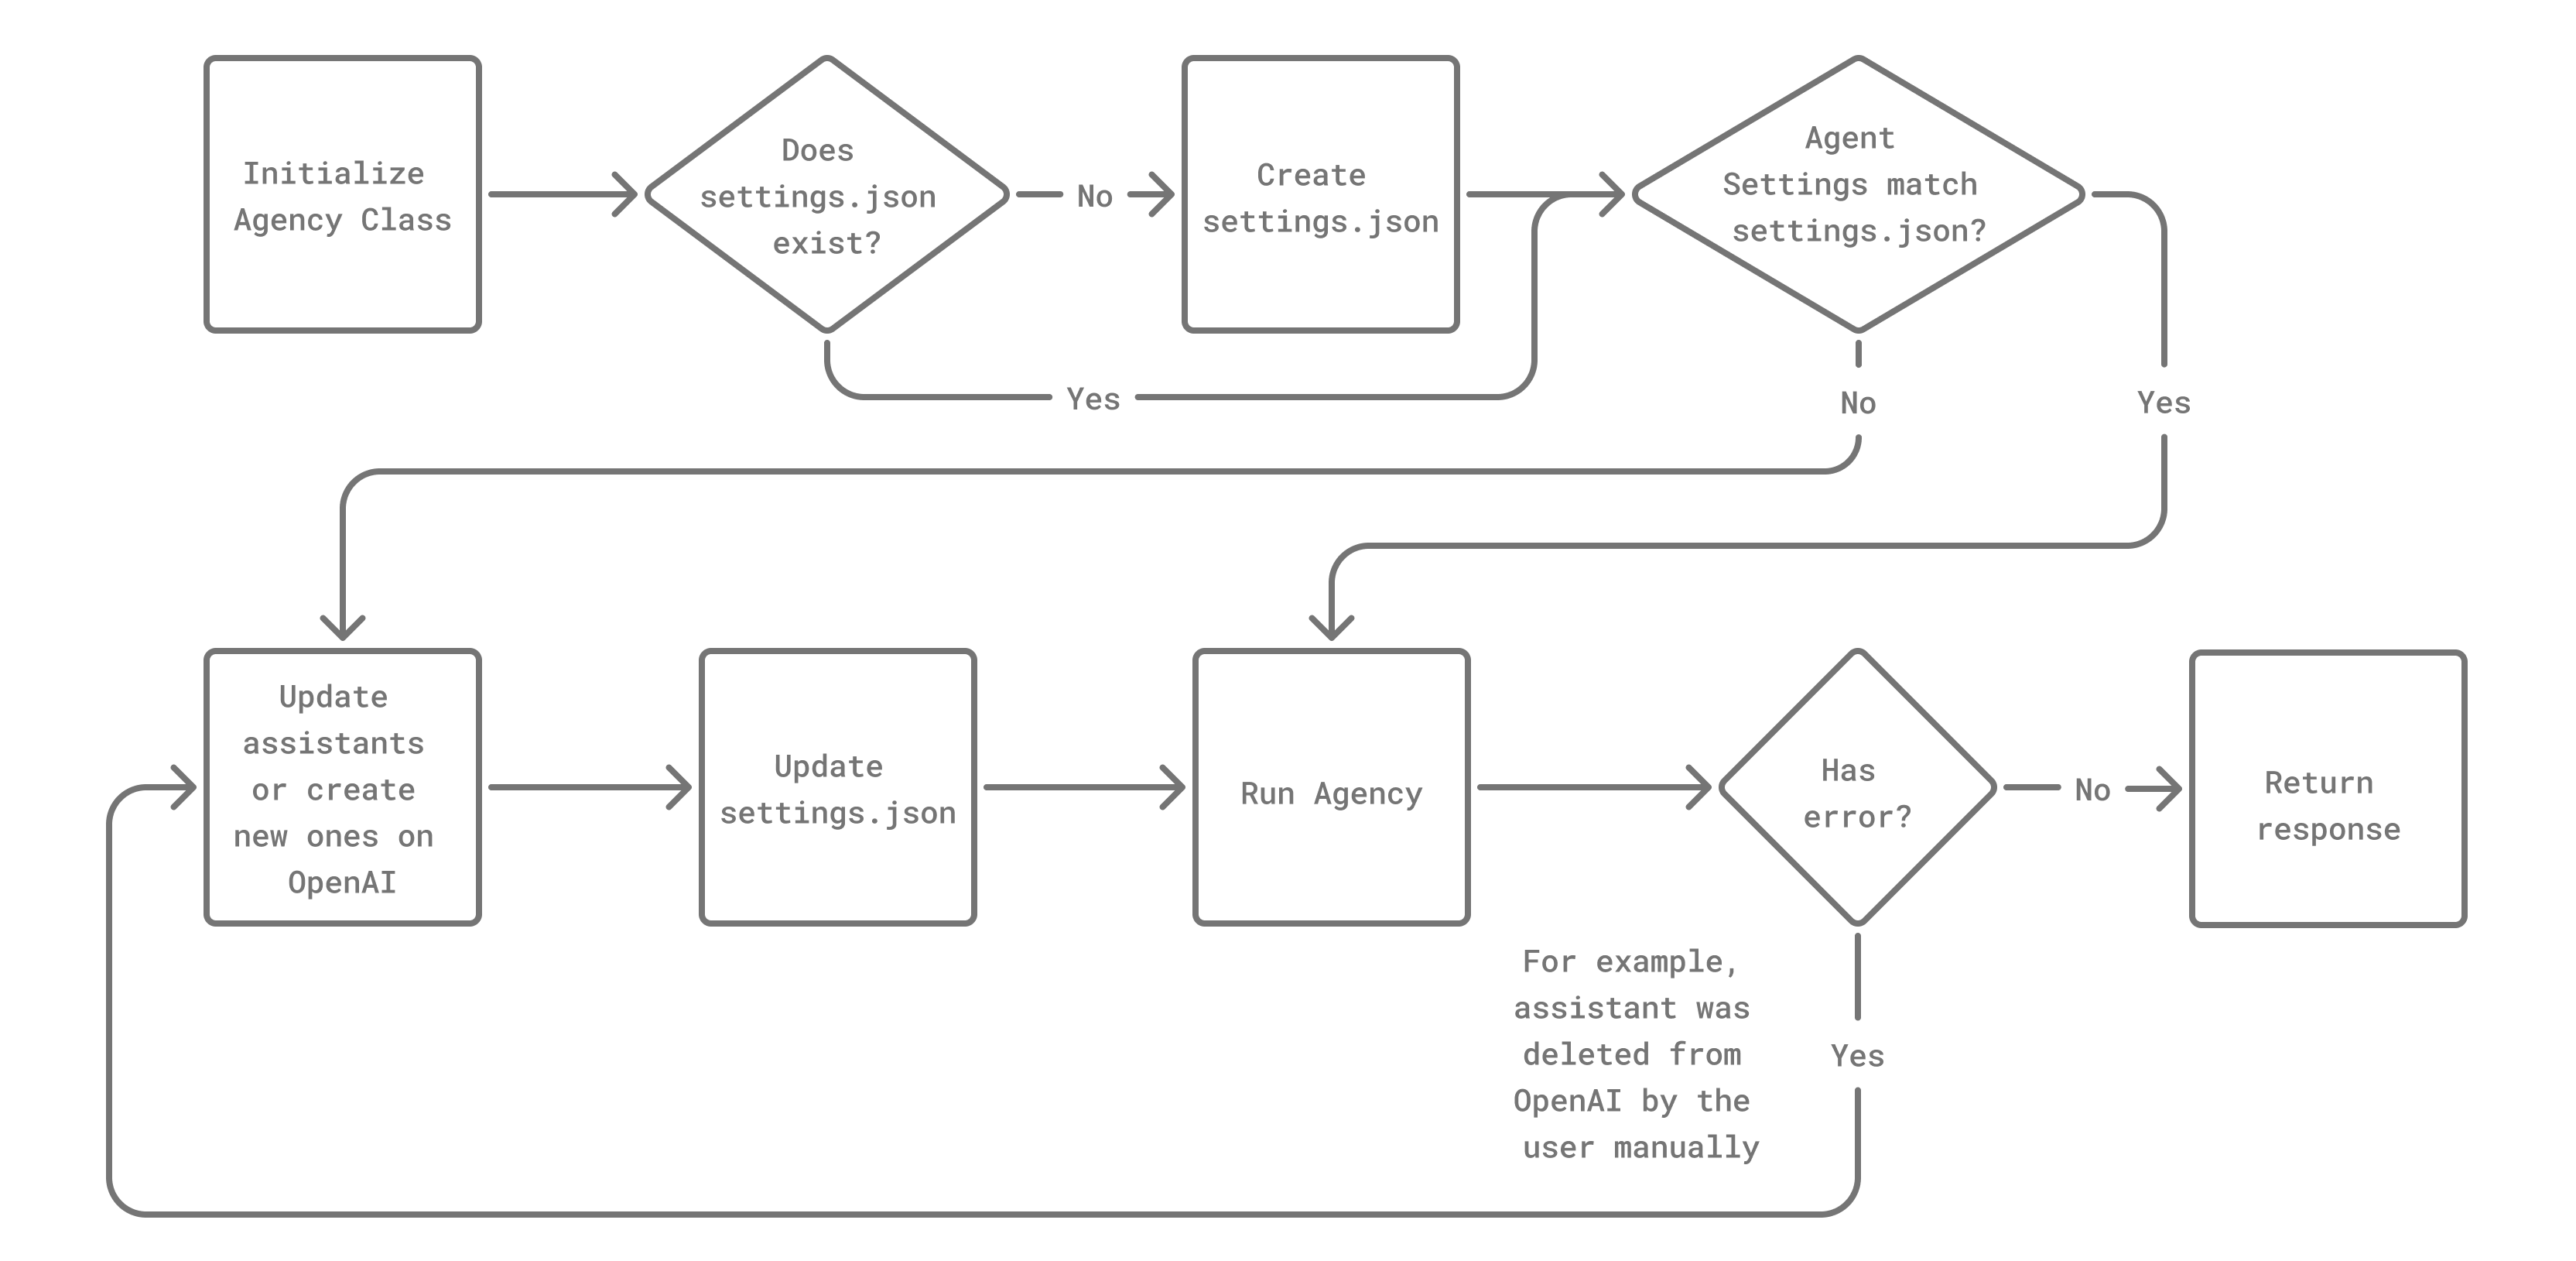 Initialize
Agency Class
Does
settings.json
exist?
No
Create
settings.json
Agent
Settings match
settings.json?
Yes
No
Yes
Update
assistants
or create
new ones on
OpenAI
Update
settings.json
Run Agency
Has
error?
No
Return
response
For example,
assistant was
deleted from
OpenAI by the
user manually
Yes